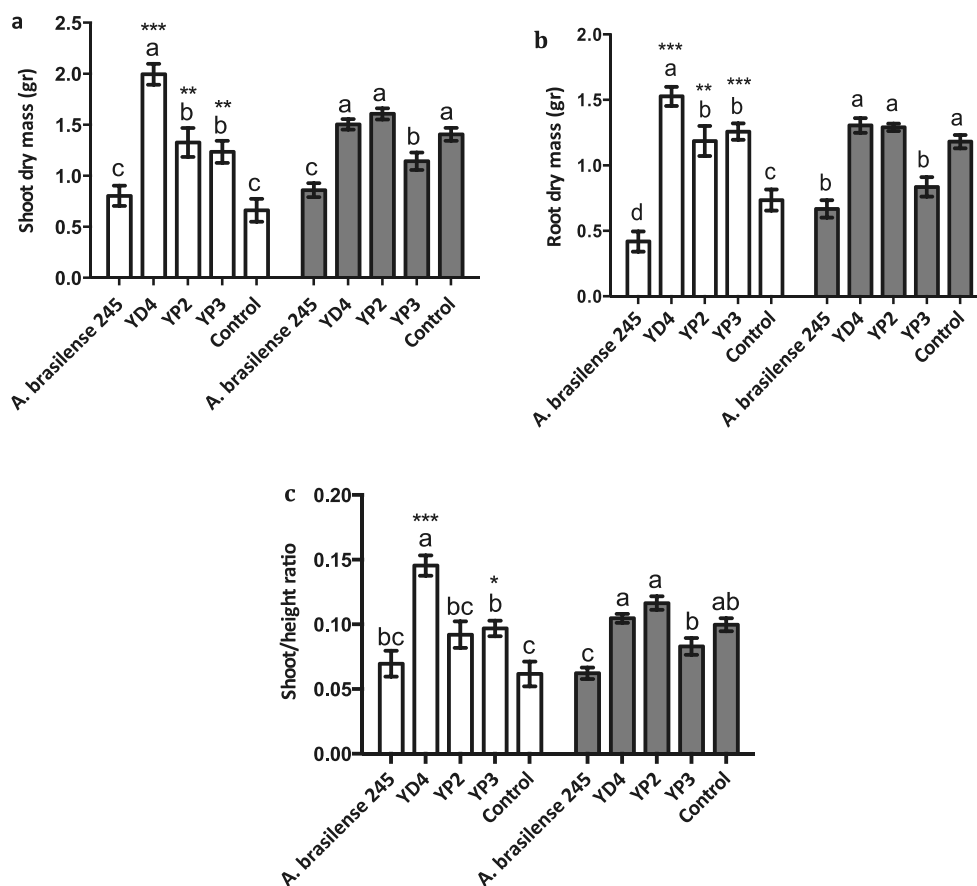 a
Shoot dry mass (gr)
2.5
2.0
1.5
1.0
0.5
0.0
c
***
a
**
b
**
b
c
c
a
a
b
a
A. brasilense 245
YD4
YP2
YP3
Control
A. brasilense 245
YD4
YP2
YP3
Control
b
Root dry mass (gr)
2.0
1.5
1.0
0.5
0.0
d
***
a
**
b
***
b
c
b
a
a
b
a
A. brasilense 245
YD4
YP2
YP3
Control
A. brasilense 245
YD4
YP2
YP3
Control
c
Shoot/height ratio
0.20
0.15
0.10
0.05
0.00
bc
***
a
bc
*
b
c
c
a
a
b
ab
A. brasilense 245
YD4
YP2
YP3
Control
A. brasilense 245
YD4
YP2
YP3
Control